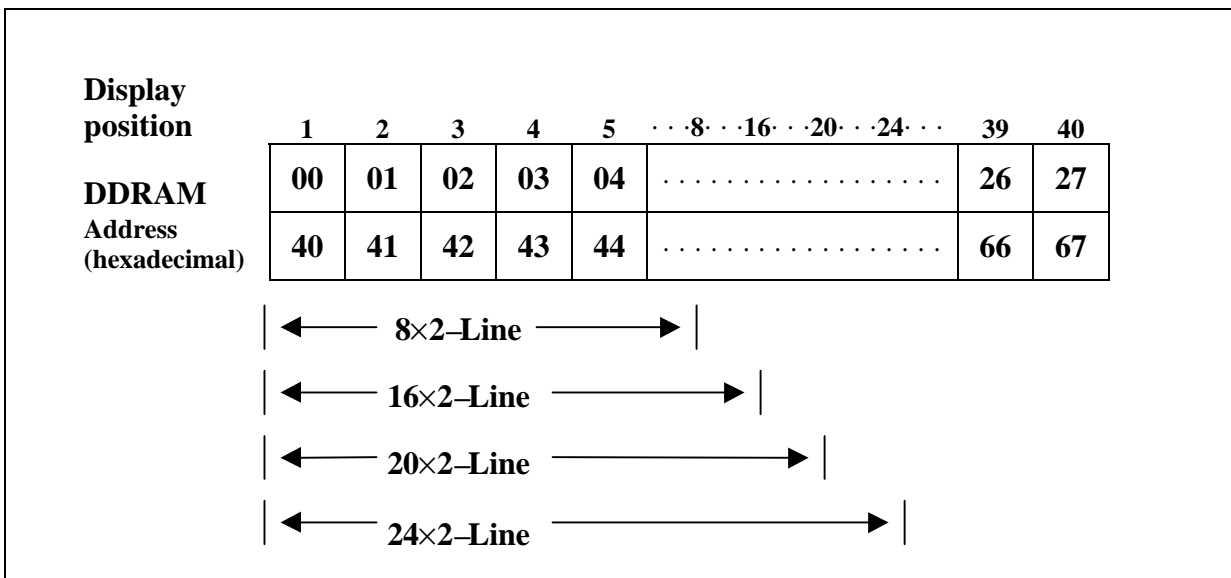 Display
position 1 2 3 4 5 · · ·8· · ·16· · ·20· · ·24· · · 39 40
DDRAM 00 01 02 03 04 · · · · · · · · · · · · · · · · · · · 26 27
Address
(hexadecimal) 40 41 42 43 44 · · · · · · · · · · · · · · · · · · · 66 67
8×2–Line
16×2–Line
20×2–Line
24×2–Line